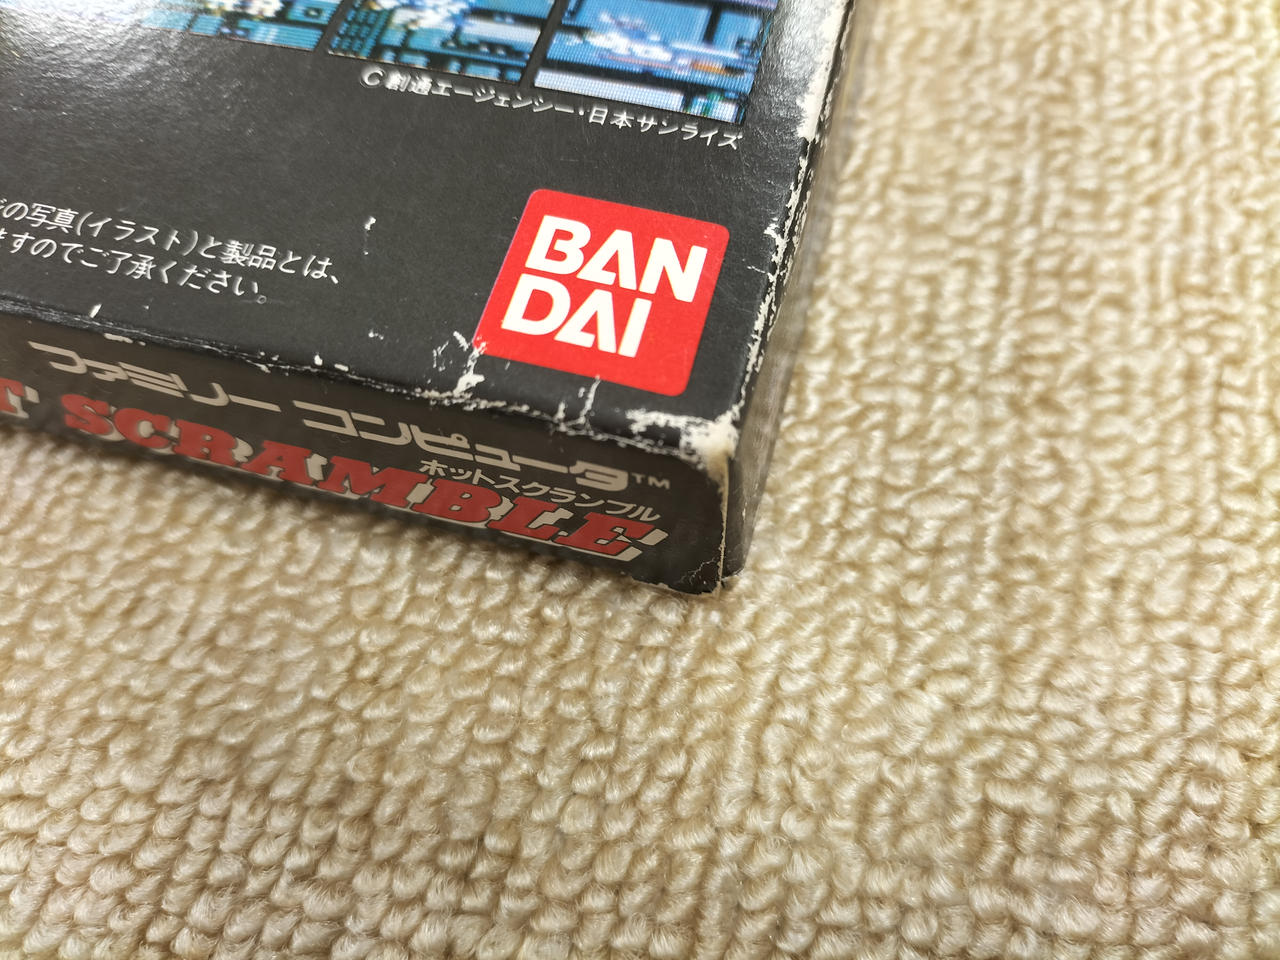 ©創通エージェンシー・日本サンライズ
の写真(イラスト)と製品とは、
ますのでご了承ください。
BAN
DAI
ファミリー コンピュータ™
ホットスクランブル
T SCRAMBLE